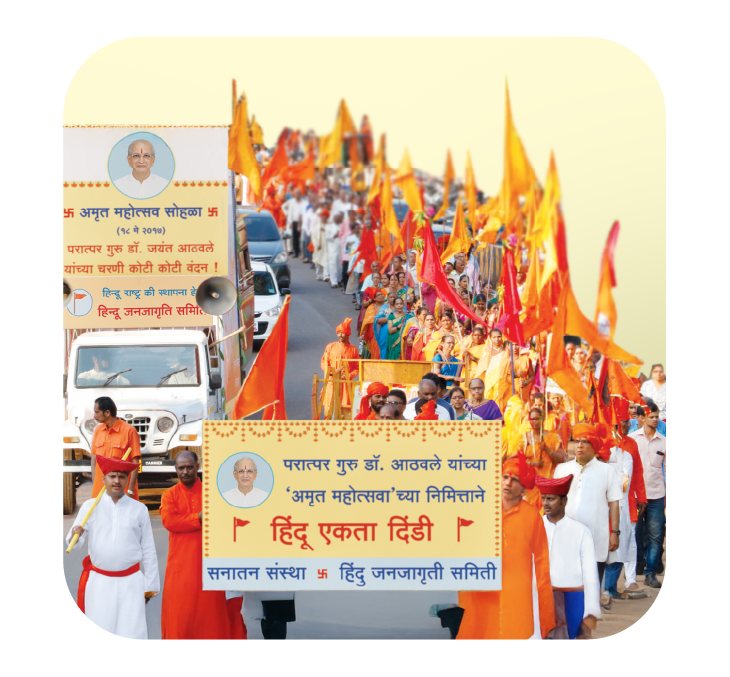 卐 अमृत महोत्सव सोहळा 卐
(१८ मे २०१७)
परात्पर गुरु डॉ. जयंत आठवले
यांच्या चरणी कोटी कोटी वंदन !
हिन्दू राष्ट्र की स्थापना
हिन्दू जनजागृति समिति
परात्पर गुरु डॉ. आठवले यांच्या
‘अमृत महोत्सवा’च्या निमित्ताने
हिंदू एकता दिंडी
सनातन संस्था 卐 हिंदु जनजागृती समिती